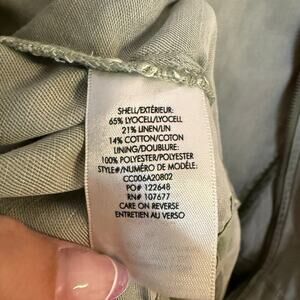 SHELL/EXTÉRIEUR:
65% LYOCELL/LYOCELL
21% LINEN/LIN
14% COTTON/COTON
LINING/DOUBLURE:
100% POLYESTER/POLYESTER
STYLE#/NUMÉRO DE MODÈLE:
CC006A20802
PO# 122648
RN# 107677
CARE ON REVERSE
ENTRETIEN AU VERSO